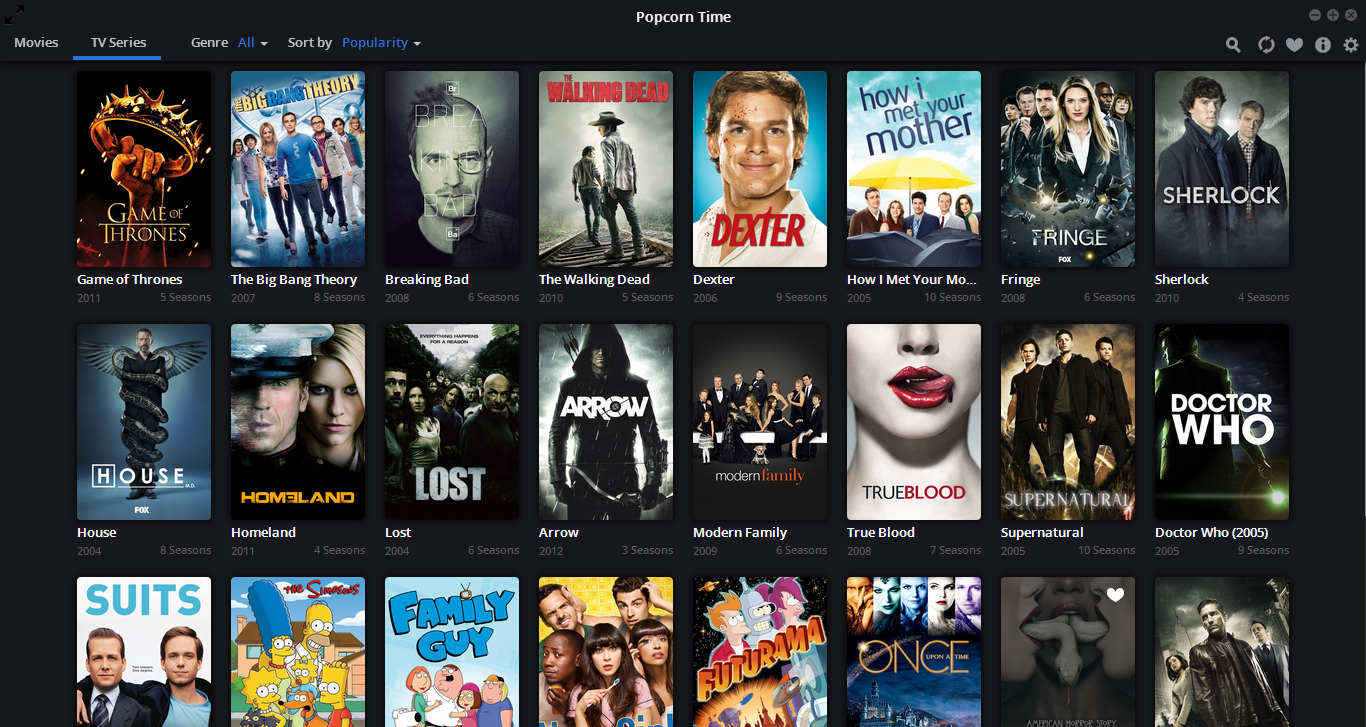 Popcorn Time
Movies
TV Series
Genre All
Sort by Popularity
GAME OF
THRONES
THE BIG BANG THEORY
Br
BREA
KING
BAD
Ba
THE
WALKING DEAD
DEXTER
how i
met your
mother
FRINGE
FOX
SHERLOCK
Game of Thrones
2011 5 Seasons
The Big Bang Theory
2007 8 Seasons
Breaking Bad
2008 6 Seasons
The Walking Dead
2010 5 Seasons
Dexter
2006 9 Seasons
How I Met Your Mo...
2005 10 Seasons
Fringe
2008 6 Seasons
Sherlock
2010 4 Seasons
HOUSE
M.D.
FOX
HOMELAND
EVERYTHING HAPPENS
FOR A REASON
LOST
ARROW
modern family
TRUEBLOOD
SUPERNATURAL
DOCTOR
WHO
House
2004 8 Seasons
Homeland
2011 4 Seasons
Lost
2004 6 Seasons
Arrow
2012 3 Seasons
Modern Family
2009 6 Seasons
True Blood
2008 7 Seasons
Supernatural
2005 10 Seasons
Doctor Who (2005)
2005 9 Seasons
SUITS
Two lawyers.
One degree.
The Simpsons
FAMILY
GUY
FUTURAMA
ONCE
UPON A TIME
AMERICAN HORROR STORY